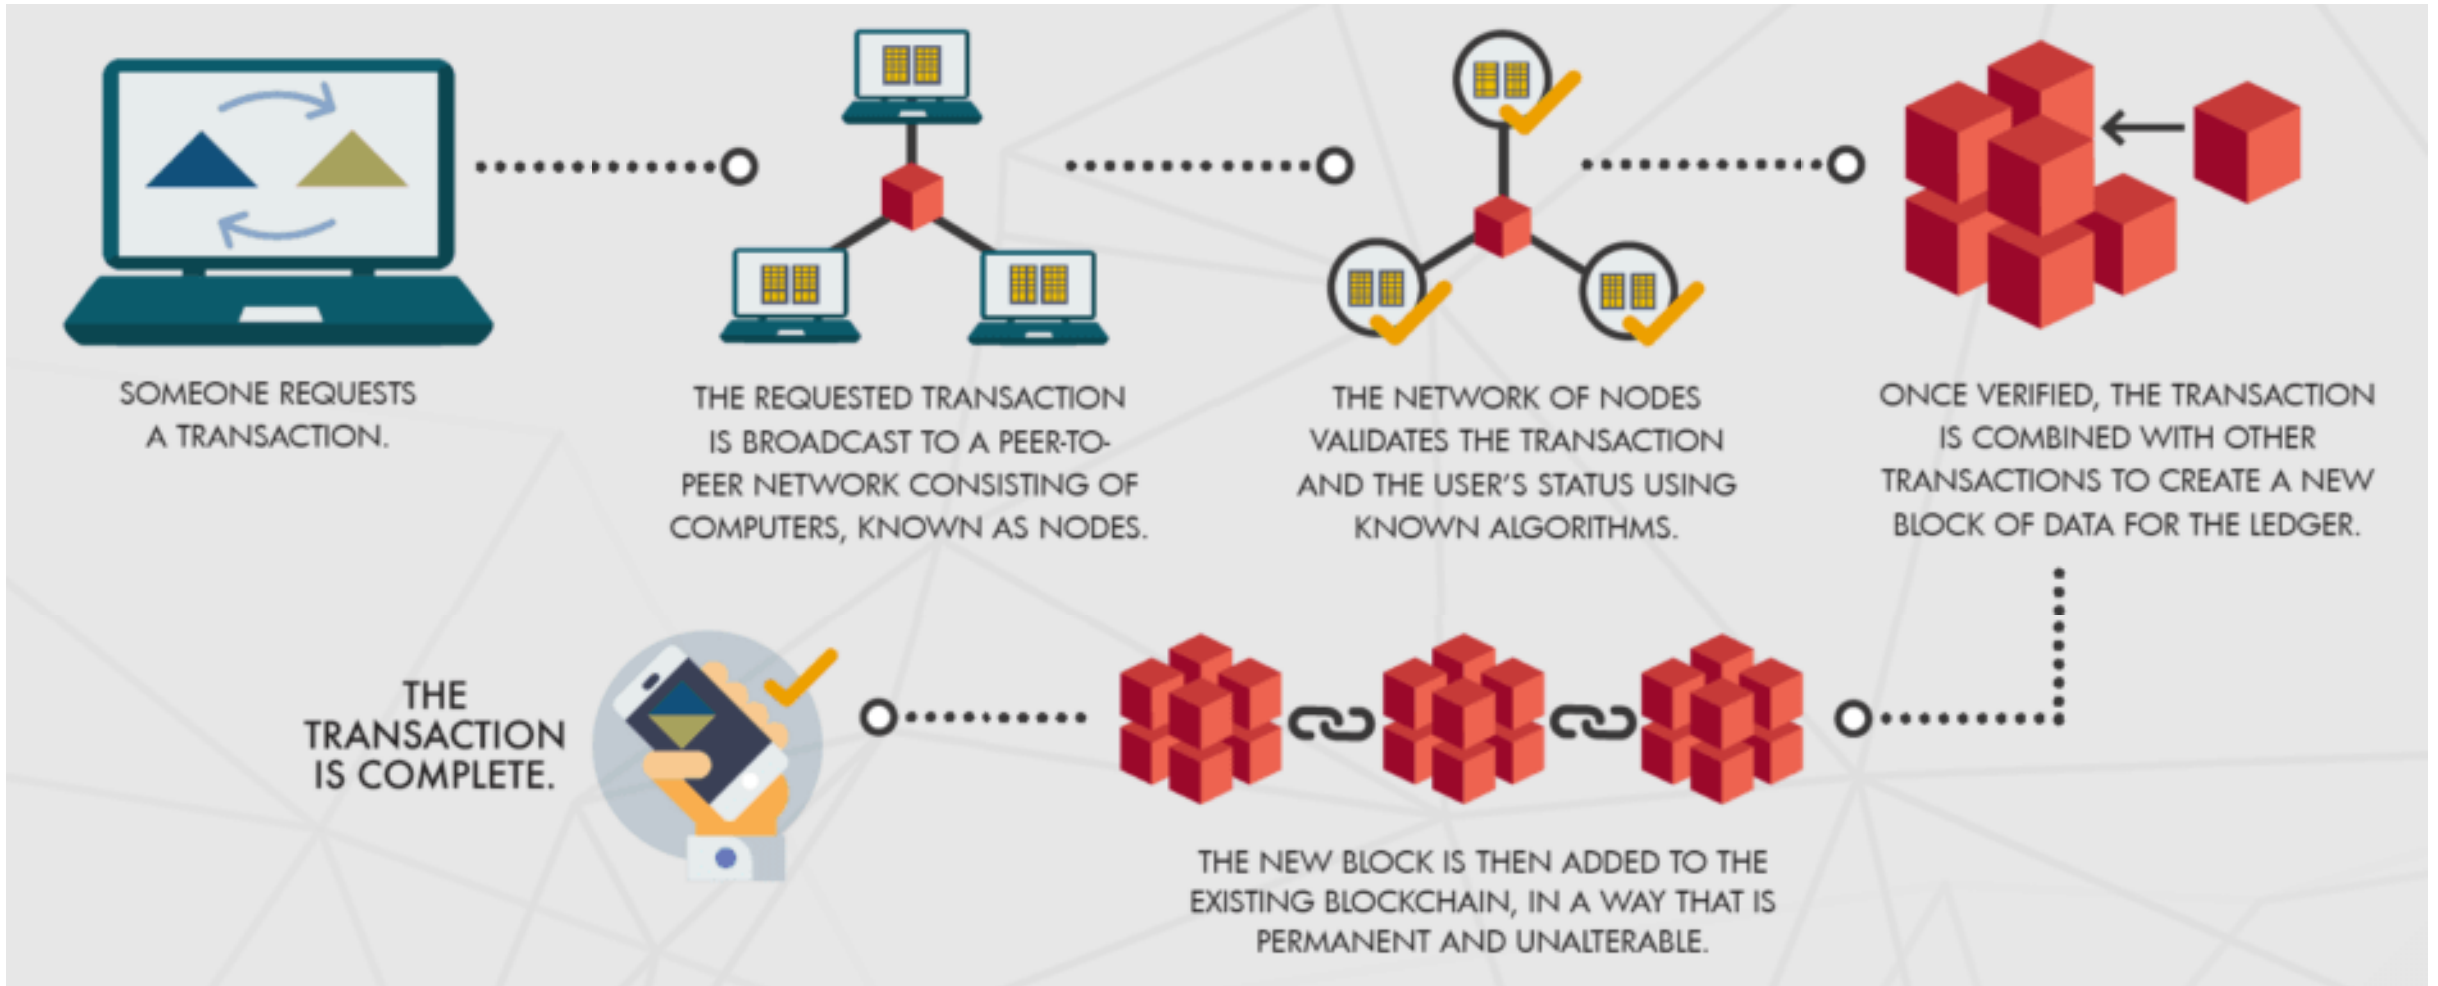 SOMEONE REQUESTS
A TRANSACTION.
THE REQUESTED TRANSACTION
IS BROADCAST TO A PEER-TO-
PEER NETWORK CONSISTING OF
COMPUTERS, KNOWN AS NODES.
THE NETWORK OF NODES
VALIDATES THE TRANSACTION
AND THE USER'S STATUS USING
KNOWN ALGORITHMS.
ONCE VERIFIED, THE TRANSACTION
IS COMBINED WITH OTHER
TRANSACTIONS TO CREATE A NEW
BLOCK OF DATA FOR THE LEDGER.
THE NEW BLOCK IS THEN ADDED TO THE
EXISTING BLOCKCHAIN, IN A WAY THAT IS
PERMANENT AND UNALTERABLE.
THE
TRANSACTION
IS COMPLETE.